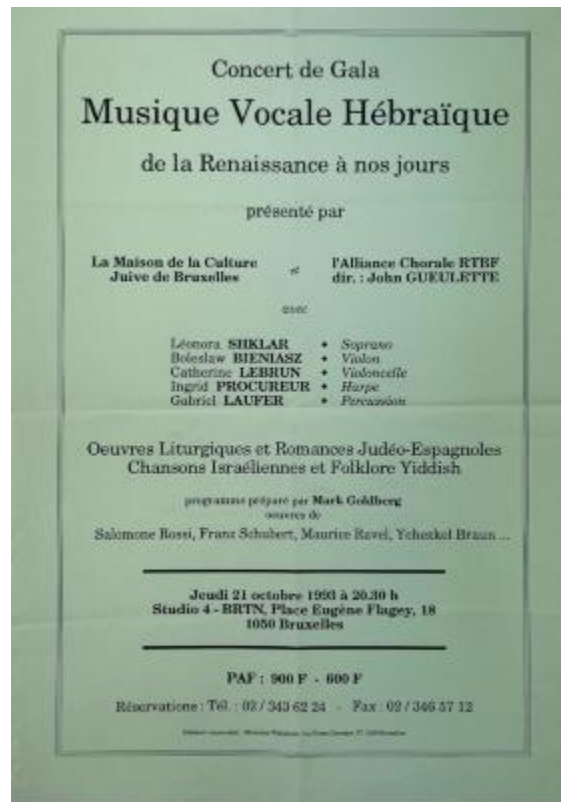 Concert de Gala
Musique Vocale Hébraïque
de la Renaissance à nos jours
présenté par
La Maison de la Culture
Juive de Bruxelles
et
l'Alliance Chorale RTBF
dir. : John GUEULETTE
avec
Léonora SHKLAR • Soprano
Boleslaw BIENIASZ • Violon
Catherine LEBRUN • Violoncelle
Ingrid PROCUREUR • Harpe
Gabriel LAUFER • Percussion
Oeuvres Liturgiques et Romances Judéo-Espagnoles
Chansons Israéliennes et Folklore Yiddish
programme préparé par Mark Goldberg
oeuvres de
Salomone Rossi, Franz Schubert, Maurice Ravel, Yehezkel Braun ...
Jeudi 21 octobre 1993 à 20.30 h
Studio 4 - BRTN, Place Eugène Flagey, 18
1050 Bruxelles
PAF : 900 F - 600 F
Réservations : Tél. : 02 / 343 62 24 - Fax : 02 / 346 57 12